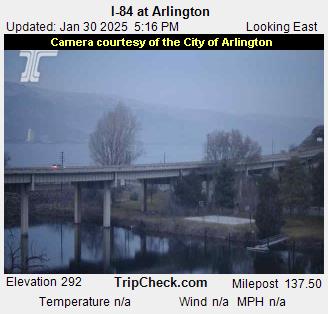 I-84 at Arlington
Updated: Jan 30 2025 5:16 PM Looking East
Camera courtesy of the City of Arlington
Elevation 292 TripCheck.com Milepost 137.50
Temperature n/a Wind n/a MPH n/a